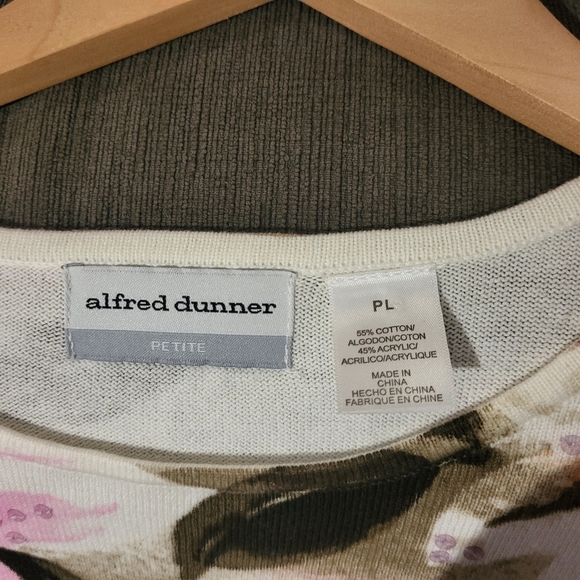 alfred dunner
PETITE
PL
55% COTTON/
ALGODON/COTON
45% ACRYLIC/
ACRILICO/ACRYLIQUE
MADE IN
CHINA
HECHO EN CHINA
FABRIQUE EN CHINE